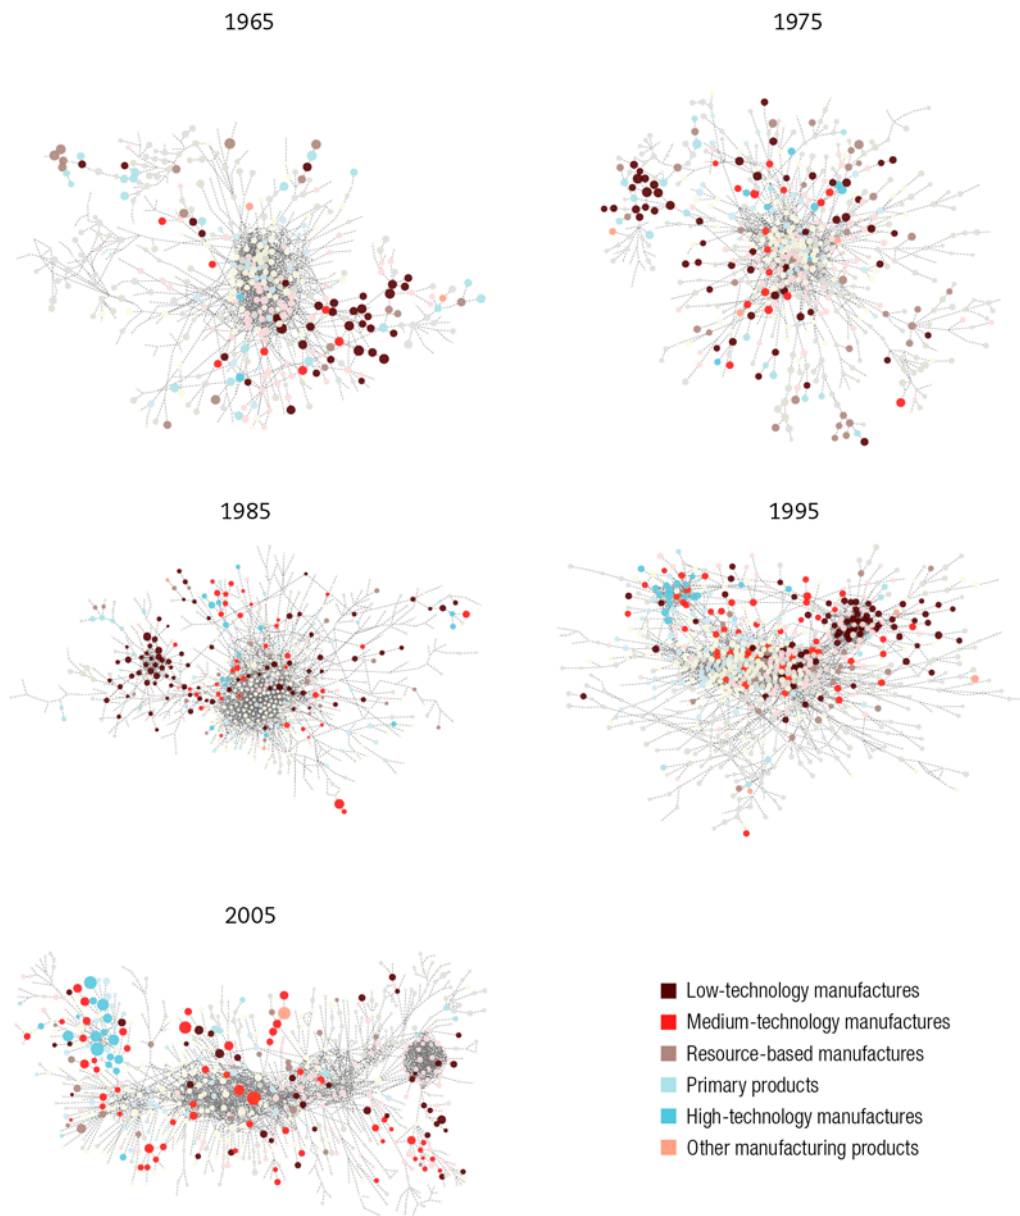 1965
1975
1985
1995
2005
Low-technology manufactures
Medium-technology manufactures
Resource-based manufactures
Primary products
High-technology manufactures
Other manufacturing products